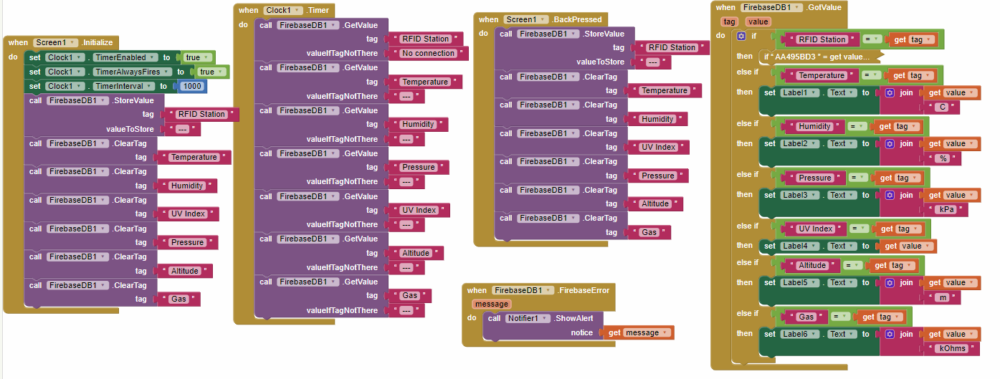 when Screen1 .Initialize
do set Clock1 . TimerEnabled to true
set Clock1 . TimerAlwaysFires to true
set Clock1 . TimerInterval to 1000
call FirebaseDB1 .StoreValue
tag “ RFID Station ”
valueToStore “ --- ”
call FirebaseDB1 .ClearTag
tag “ Temperature ”
call FirebaseDB1 .ClearTag
tag “ Humidity ”
call FirebaseDB1 .ClearTag
tag “ UV Index ”
call FirebaseDB1 .ClearTag
tag “ Pressure ”
call FirebaseDB1 .ClearTag
tag “ Altitude ”
call FirebaseDB1 .ClearTag
tag “ Gas ”
when Clock1 .Timer
do call FirebaseDB1 .GetValue
tag “ RFID Station ”
valueIfTagNotThere “ No connection ”
call FirebaseDB1 .GetValue
tag “ Temperature ”
valueIfTagNotThere “ --- ”
call FirebaseDB1 .GetValue
tag “ Humidity ”
valueIfTagNotThere “ --- ”
call FirebaseDB1 .GetValue
tag “ Pressure ”
valueIfTagNotThere “ --- ”
call FirebaseDB1 .GetValue
tag “ UV Index ”
valueIfTagNotThere “ --- ”
call FirebaseDB1 .GetValue
tag “ Altitude ”
valueIfTagNotThere “ --- ”
call FirebaseDB1 .GetValue
tag “ Gas ”
valueIfTagNotThere “ --- ”
when Screen1 .BackPressed
do call FirebaseDB1 .StoreValue
tag “ RFID Station ”
valueToStore “ --- ”
call FirebaseDB1 .ClearTag
tag “ Temperature ”
call FirebaseDB1 .ClearTag
tag “ Humidity ”
call FirebaseDB1 .ClearTag
tag “ UV Index ”
call FirebaseDB1 .ClearTag
tag “ Pressure ”
call FirebaseDB1 .ClearTag
tag “ Altitude ”
call FirebaseDB1 .ClearTag
tag “ Gas ”
when FirebaseDB1 .FirebaseError
message
do call Notifier1 .ShowAlert
notice get message
when FirebaseDB1 .GotValue
tag value
do if “ RFID Station ” = get tag
then if “ AA495BD3 ” = get value...
else if “ Temperature ” = get tag
then set Label1 . Text to join get value
“ C ”
else if “ Humidity ” = get tag
then set Label2 . Text to join get value
“ % ”
else if “ Pressure ” = get tag
then set Label3 . Text to join get value
“ kPa ”
else if “ UV Index ” = get tag
then set Label4 . Text to get value
else if “ Altitude ” = get tag
then set Label5 . Text to join get value
“ m ”
else if “ Gas ” = get tag
then set Label6 . Text to join get value
“ kOhms ”